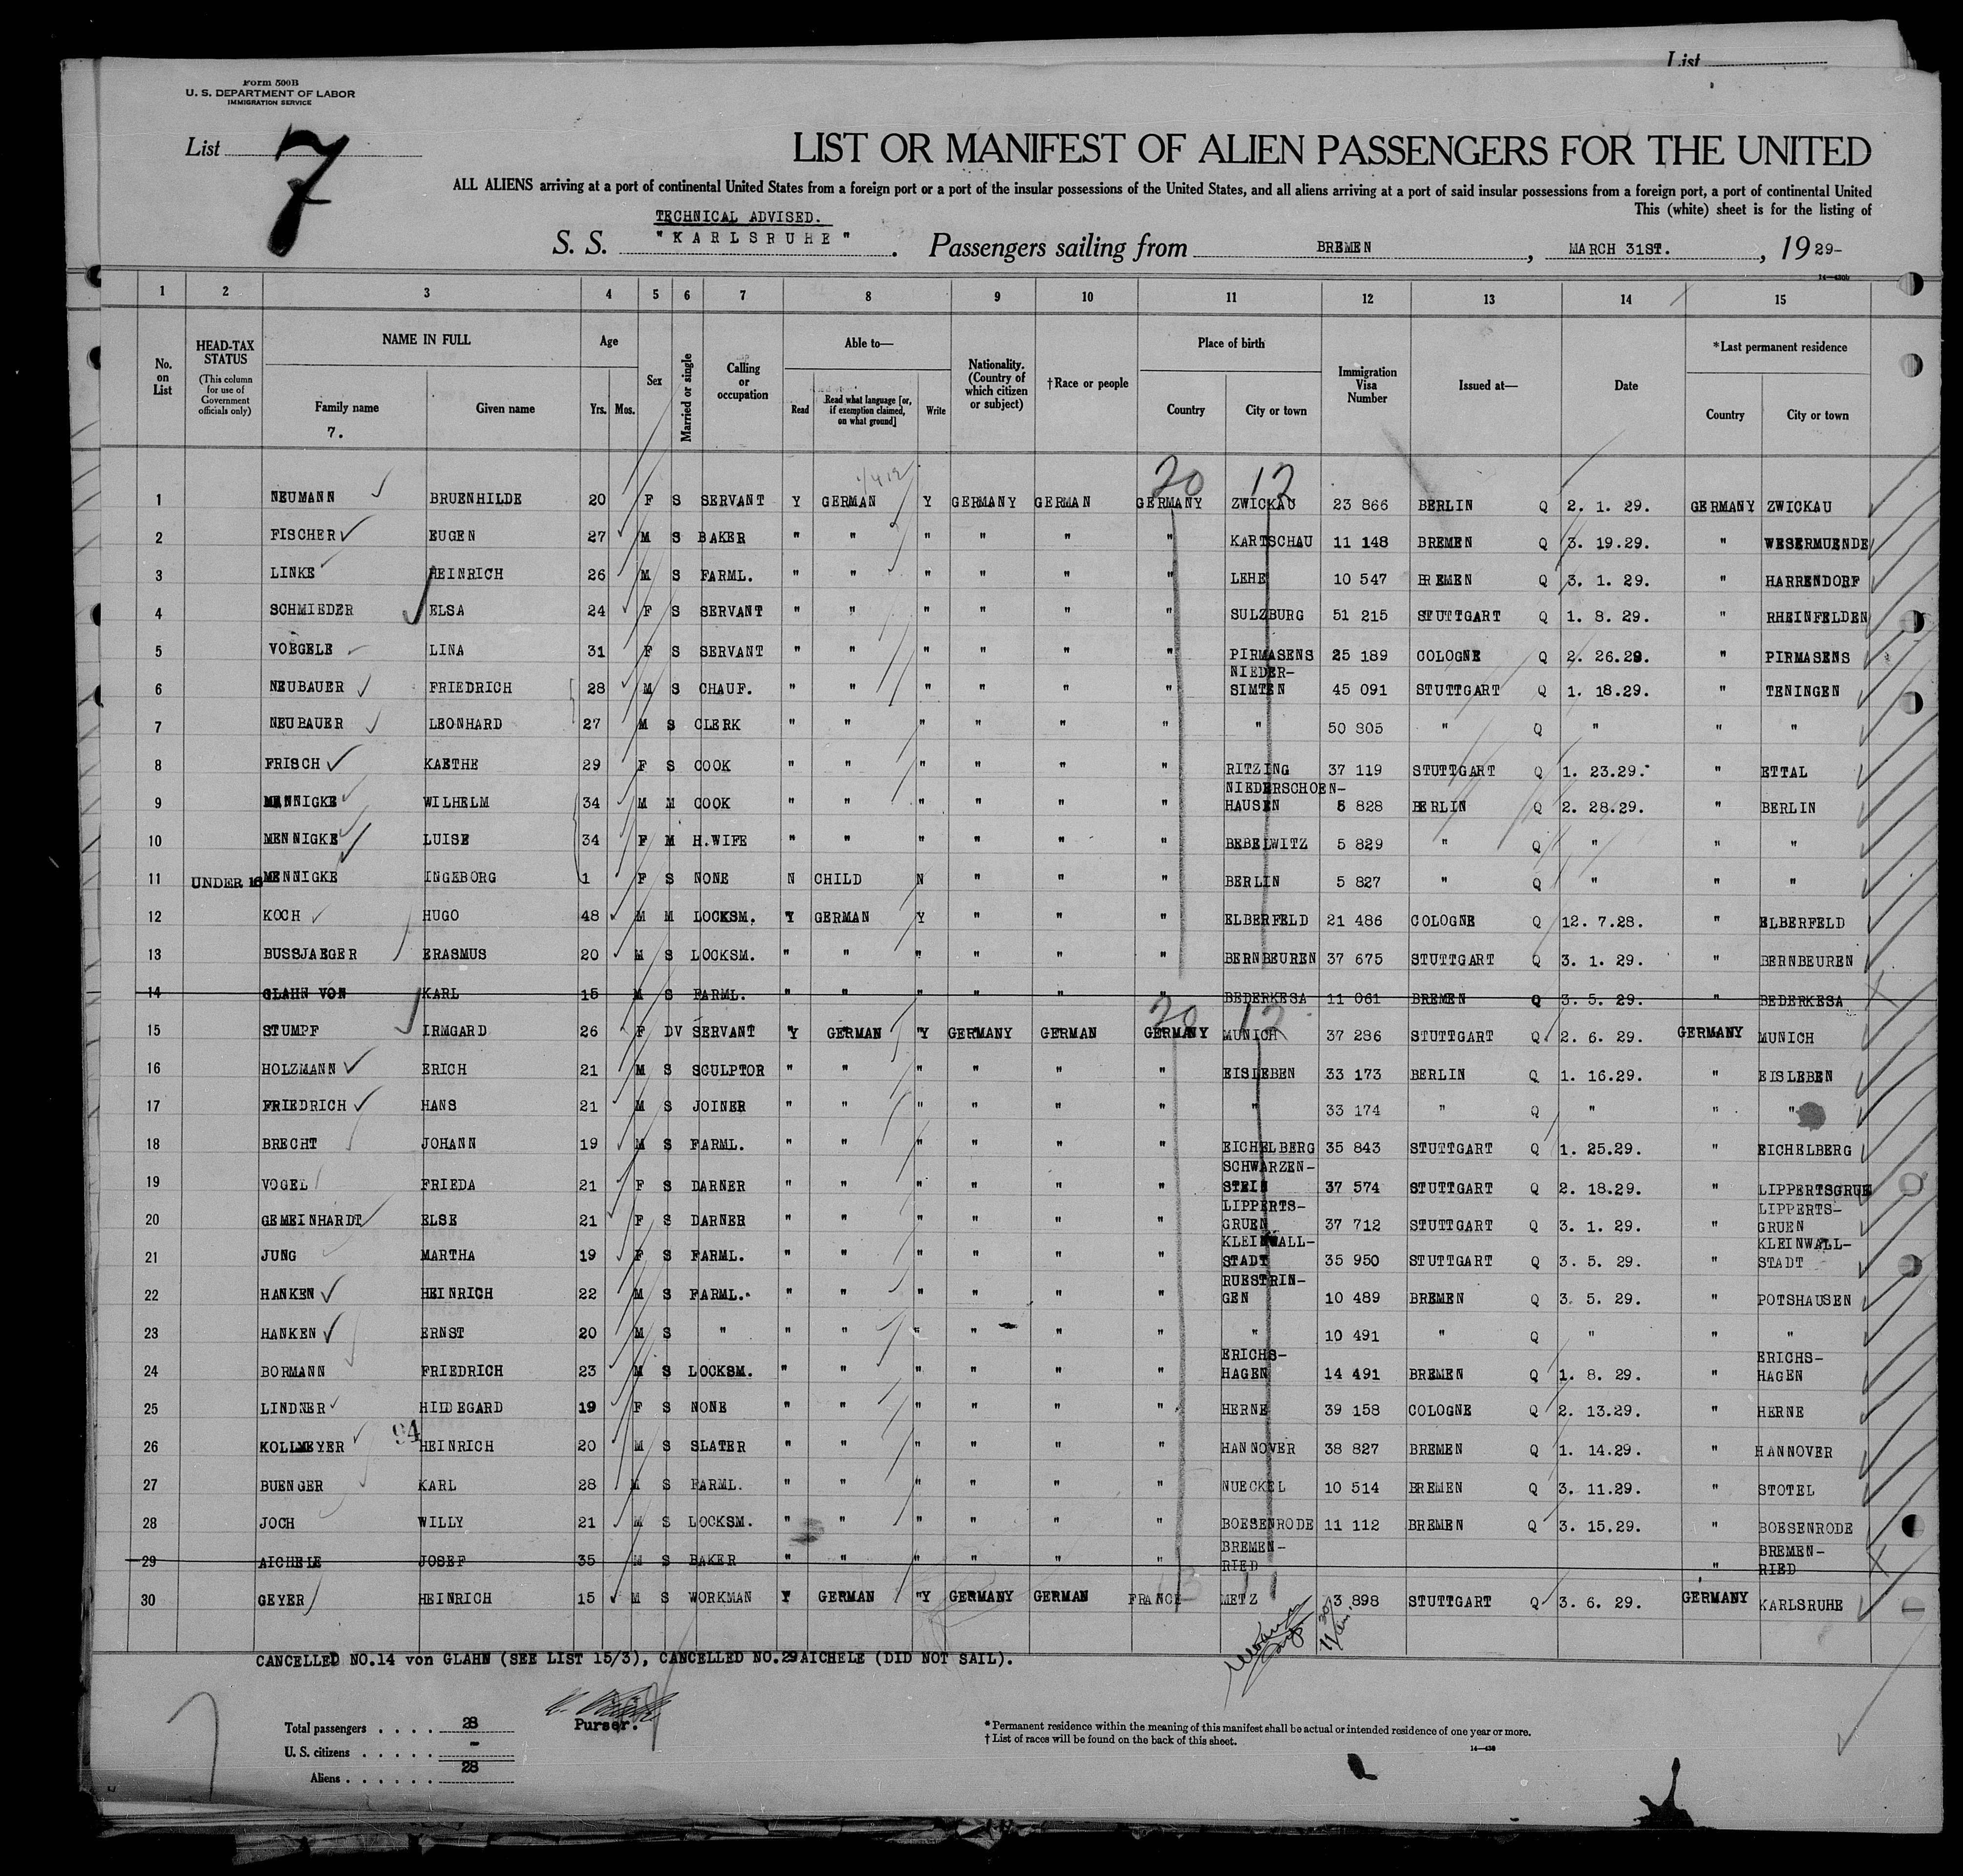 List
Form 500B
U. S. DEPARTMENT OF LABOR
IMMIGRATION SERVICE
List 7
LIST OR MANIFEST OF ALIEN PASSENGERS FOR THE UNITED
ALL ALIENS arriving at a port of continental United States from a foreign port or a port of the insular possessions of the United States, and all aliens arriving at a port of said insular possessions from a foreign port, a port of continental United
This (white) sheet is for the listing of
TECHNICAL ADVISED.
S. S. "KARLSRUHE". Passengers sailing from BREMEN, MARCH 31ST., 1929-
14—430b
1 2 3 4 5 6 7 8 9 10 11 12 13 14 15
No. on List
HEAD-TAX STATUS (This column for use of Government officials only)
NAME IN FULL Family name Given name
7.
Age Yrs. Mos.
Sex
Married or single
Calling or occupation
Able to— Read Read what language [or, if exemption claimed, on what ground] Write
Nationality. (Country of which citizen or subject)
†Race or people
Place of birth Country City or town
Immigration Visa Number
Issued at—
Date
*Last permanent residence Country City or town
20 12
1 NEUMANN BRUENHILDE 20 F S SERVANT Y GERMAN Y GERMANY GERMAN GERMANY ZWICKAU 23 866 BERLIN Q 2. 1. 29. GERMANY ZWICKAU
2 FISCHER EUGEN 27 M S BAKER " " " " " " KARTSCHAU 11 148 BREMEN Q 3. 19.29. " WESERMUENDE
3 LINKE HEINRICH 26 M S FARML. " " " " " " LEHE 10 547 BREMEN Q 3. 1. 29. " HARRENDORF
4 SCHMIEDER ELSA 24 F S SERVANT " " " " " " SULZBURG 51 215 STUTTGART Q 1. 8. 29. " RHEINFELDEN
5 VOEGELE LINA 31 F S SERVANT " " " " " " PIRMASENS 25 189 COLOGNE Q 2. 26.29. " PIRMASENS
6 NEUBAUER FRIEDRICH 28 M S CHAUF. " " " " " " NIEDER-SIMTEN 45 091 STUTTGART Q 1. 18.29. " TENINGEN
7 NEUBAUER LEONHARD 27 M S CLERK " " " " " " " 50 805 " Q " " "
8 FRISCH KAETHE 29 F S COOK " " " " " " RITZING 37 119 STUTTGART Q 1. 23.29. " ETTAL
9 MENNIGKE WILHELM 34 M M COOK " " " " " " NIEDERSCHOEN-HAUSEN 5 828 BERLIN Q 2. 28.29. " BERLIN
10 MENNIGKE LUISE 34 F M H.WIFE " " " " " " BEBELWITZ 5 829 " Q " " "
11 UNDER 16 MENNIGKE INGEBORG 1 F S NONE N CHILD N " " " BERLIN 5 827 " Q " " "
12 KOCH HUGO 48 M M LOCKSM. Y GERMAN Y " " " ELBERFELD 21 486 COLOGNE Q 12. 7.28. " ELBERFELD
13 BUSSJAEGER ERASMUS 20 M S LOCKSM. " " " " " " BERNBEUREN 37 675 STUTTGART Q 3. 1. 29. " BERNBEUREN
14 GLAHN VON KARL 15 M S FARML. " " " " " " BEDERKESA 11 061 BREMEN Q 3. 5. 29. " BEDERKESA
20 12
15 STUMPF IRMGARD 26 F DV SERVANT Y GERMAN Y GERMANY GERMAN GERMANY MUNICH 37 286 STUTTGART Q 2. 6. 29. GERMANY MUNICH
16 HOLZMANN ERICH 21 M S SCULPTOR " " " " " " EISLEBEN 33 173 BERLIN Q 1. 16.29. " EISLEBEN
17 FRIEDRICH HANS 21 M S JOINER " " " " " " " 33 174 " Q " " "
18 BRECHT JOHANN 19 M S FARML. " " " " " " EICHELBERG 35 843 STUTTGART Q 1. 25.29. " EICHELBERG
19 VOGEL FRIEDA 21 F S DARNER " " " " " " SCHWARZEN-STEIN 37 574 STUTTGART Q 2. 18.29. " LIPPERTSGRUE
20 GEMEINHARDT ELSE 21 F S DARNER " " " " " " LIPPERTS-GRUEN 37 712 STUTTGART Q 3. 1. 29. " LIPPERTS-GRUEN
21 JUNG MARTHA 19 F S FARML. " " " " " " KLEINWALL-STADT 35 950 STUTTGART Q 3. 5. 29. " KLEINWALL-STADT
22 HANKEN HEINRICH 22 M S FARML. " " " " " " RUESTRIN-GEN 10 489 BREMEN Q 3. 5. 29. " POTSHAUSEN
23 HANKEN ERNST 20 M S " " " " " " " " 10 491 " Q " " "
24 BORMANN FRIEDRICH 23 M S LOCKSM. " " " " " " ERICHS-HAGEN 14 491 BREMEN Q 1. 8. 29. " ERICHS-HAGEN
25 LINDNER HILDEGARD 19 F S NONE " " " " " " HERNE 39 158 COLOGNE Q 2. 13.29. " HERNE
94
26 KOLLMEYER HEINRICH 20 M S SLATER " " " " " " HANNOVER 38 827 BREMEN Q 1. 14.29. " HANNOVER
27 BUENGER KARL 28 M S FARML. " " " " " " NUECKEL 10 514 BREMEN Q 3. 11.29. " STOTEL
28 JOCH WILLY 21 M S LOCKSM. " " " " " " BOESENRODE 11 112 BREMEN Q 3. 15.29. " BOESENRODE
29 AICHELE JOSEF 35 M S BAKER " " " " " " BREMEN-RIED " BREMEN-RIED
30 GEYER HEINRICH 15 M S WORKMAN Y GERMAN "Y GERMANY GERMAN FRANCE METZ 3 898 STUTTGART Q 3. 6. 29. GERMANY KARLSRUHE
CANCELLED NO.14 von GLAHN (SEE LIST 15/3), CANCELLED NO.29 AICHELE (DID NOT SAIL).
Purser.
Total passengers . . . . 28
U. S. citizens . . . . . -
Aliens . . . . . . 28
* Permanent residence within the meaning of this manifest shall be actual or intended residence of one year or more.
† List of races will be found on the back of this sheet.
14—430